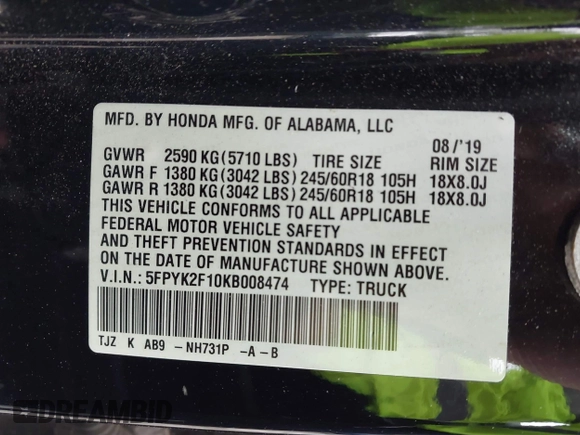 MFD. BY HONDA MFG. OF ALABAMA, LLC
08/'19
GVWR 2590 KG(5710 LBS) TIRE SIZE RIM SIZE
GAWR F 1380 KG(3042 LBS) 245/60R18 105H 18X8.0J
GAWR R 1380 KG(3042 LBS) 245/60R18 105H 18X8.0J
THIS VEHICLE CONFORMS TO ALL APPLICABLE
FEDERAL MOTOR VEHICLE SAFETY
AND THEFT PREVENTION STANDARDS IN EFFECT
ON THE DATE OF MANUFACTURE SHOWN ABOVE.
V.I.N.: 5FPYK2F10KB008474 TYPE: TRUCK
TJZ K AB9 -NH731P -A-B
DREAMBID